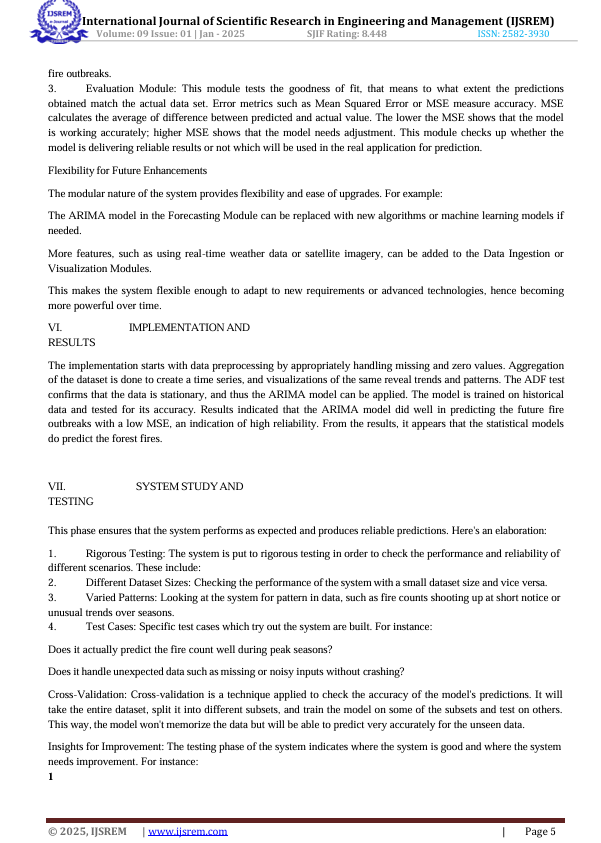 IJSREM
e-Journal
International Journal of Scientific Research in Engineering and Management (IJSREM)
Volume: 09 Issue: 01 | Jan - 2025 SJIF Rating: 8.448 ISSN: 2582-3930
fire outbreaks.
3. Evaluation Module: This module tests the goodness of fit, that means to what extent the predictions
obtained match the actual data set. Error metrics such as Mean Squared Error or MSE measure accuracy. MSE
calculates the average of difference between predicted and actual value. The lower the MSE shows that the model
is working accurately; higher MSE shows that the model needs adjustment. This module checks up whether the
model is delivering reliable results or not which will be used in the real application for prediction.
Flexibility for Future Enhancements
The modular nature of the system provides flexibility and ease of upgrades. For example:
The ARIMA model in the Forecasting Module can be replaced with new algorithms or machine learning models if
needed.
More features, such as using real-time weather data or satellite imagery, can be added to the Data Ingestion or
Visualization Modules.
This makes the system flexible enough to adapt to new requirements or advanced technologies, hence becoming
more powerful over time.
VI. IMPLEMENTATION AND
RESULTS
The implementation starts with data preprocessing by appropriately handling missing and zero values. Aggregation
of the dataset is done to create a time series, and visualizations of the same reveal trends and patterns. The ADF test
confirms that the data is stationary, and thus the ARIMA model can be applied. The model is trained on historical
data and tested for its accuracy. Results indicated that the ARIMA model did well in predicting the future fire
outbreaks with a low MSE, an indication of high reliability. From the results, it appears that the statistical models
do predict the forest fires.
VII. SYSTEM STUDY AND
TESTING
This phase ensures that the system performs as expected and produces reliable predictions. Here's an elaboration:
1. Rigorous Testing: The system is put to rigorous testing in order to check the performance and reliability of
different scenarios. These include:
2. Different Dataset Sizes: Checking the performance of the system with a small dataset size and vice versa.
3. Varied Patterns: Looking at the system for pattern in data, such as fire counts shooting up at short notice or
unusual trends over seasons.
4. Test Cases: Specific test cases which try out the system are built. For instance:
Does it actually predict the fire count well during peak seasons?
Does it handle unexpected data such as missing or noisy inputs without crashing?
Cross-Validation: Cross-validation is a technique applied to check the accuracy of the model's predictions. It will
take the entire dataset, split it into different subsets, and train the model on some of the subsets and test on others.
This way, the model won't memorize the data but will be able to predict very accurately for the unseen data.
Insights for Improvement: The testing phase of the system indicates where the system is good and where the system
needs improvement. For instance:
1
© 2025, IJSREM | www.ijsrem.com | Page 5